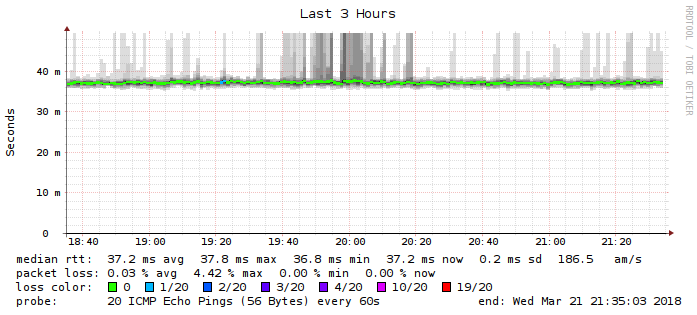 Last 3 Hours
RRDTOOL / TOBI OETIKER
Seconds
40 m
30 m
20 m
10 m
0
18:40 19:00 19:20 19:40 20:00 20:20 20:40 21:00 21:20
median rtt: 37.2 ms avg 37.8 ms max 36.8 ms min 37.2 ms now 0.2 ms sd 186.5 am/s
packet loss: 0.03 % avg 4.42 % max 0.00 % min 0.00 % now
loss color: 0 1/20 2/20 3/20 4/20 10/20 19/20
probe: 20 ICMP Echo Pings (56 Bytes) every 60s end: Wed Mar 21 21:35:03 2018